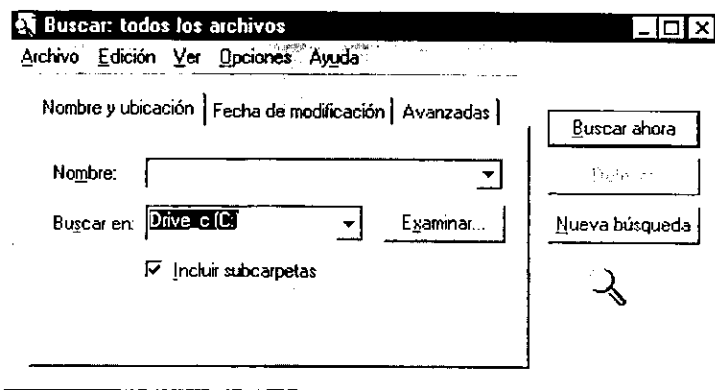 Buscar: todos los archivos
Archivo Edición Ver Opciones Ayuda
Nombre y ubicación Fecha de modificación Avanzadas
Buscar ahora
Nombre:
Buscar en: Drive_c (C: Examinar... Nueva búsqueda
Incluir subcarpetas